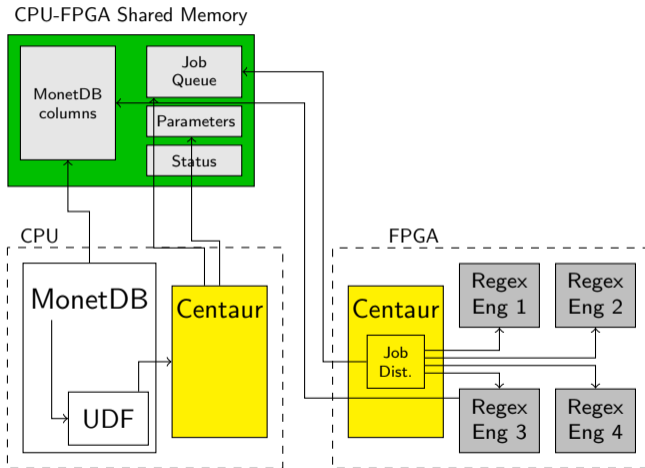 CPU-FPGA Shared Memory
MonetDB
columns
Job
Queue
Parameters
Status
CPU
MonetDB
UDF
Centaur
FPGA
Centaur
Job
Dist.
Regex
Eng 1
Regex
Eng 2
Regex
Eng 3
Regex
Eng 4